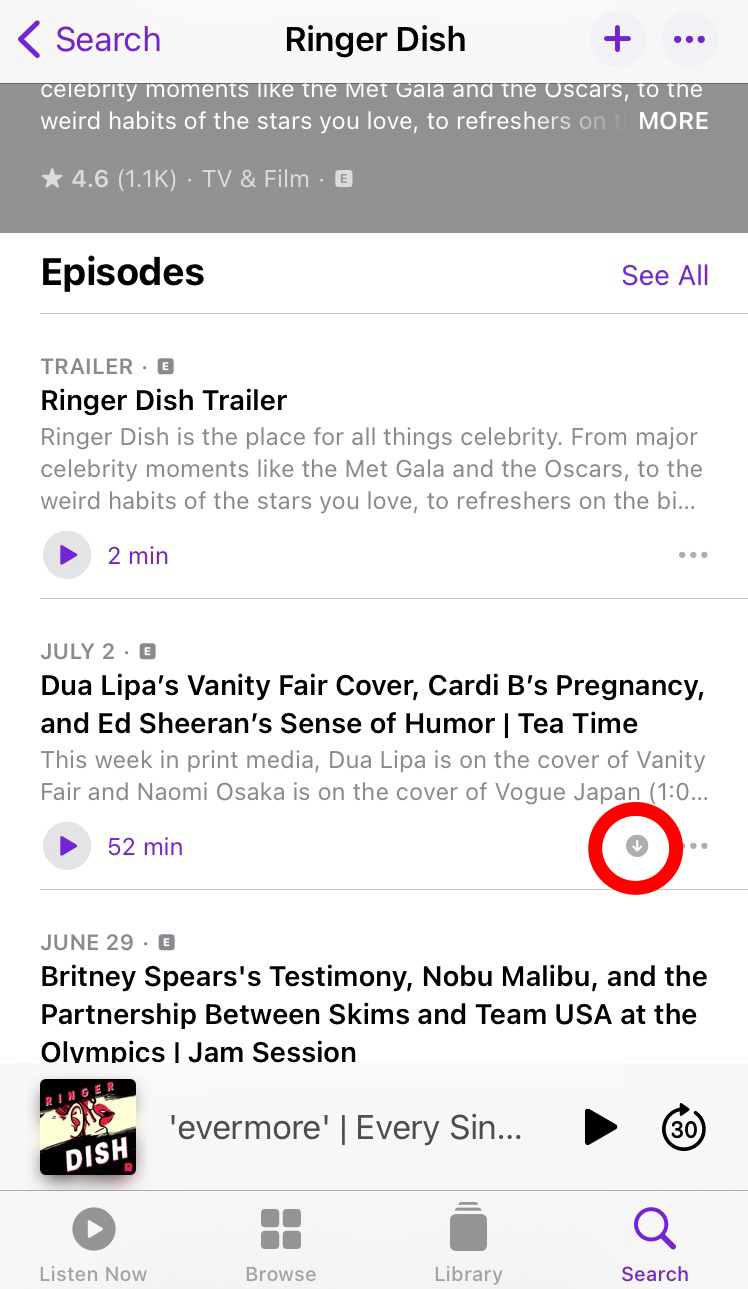 Search
Ringer Dish
celebrity moments like the Met Gala and the Oscars, to the
weird habits of the stars you love, to refreshers on t MORE
4.6 (1.1K) · TV & Film · E
Episodes
See All
TRAILER · E
Ringer Dish Trailer
Ringer Dish is the place for all things celebrity. From major
celebrity moments like the Met Gala and the Oscars, to the
weird habits of the stars you love, to refreshers on the bi...
2 min
JULY 2 · E
Dua Lipa’s Vanity Fair Cover, Cardi B’s Pregnancy,
and Ed Sheeran’s Sense of Humor | Tea Time
This week in print media, Dua Lipa is on the cover of Vanity
Fair and Naomi Osaka is on the cover of Vogue Japan (1:0...
52 min
JUNE 29 · E
Britney Spears's Testimony, Nobu Malibu, and the
Partnership Between Skims and Team USA at the
Olympics | Jam Session
RINGER
DISH
R
'evermore' | Every Sin...
30
Listen Now
Browse
Library
Search